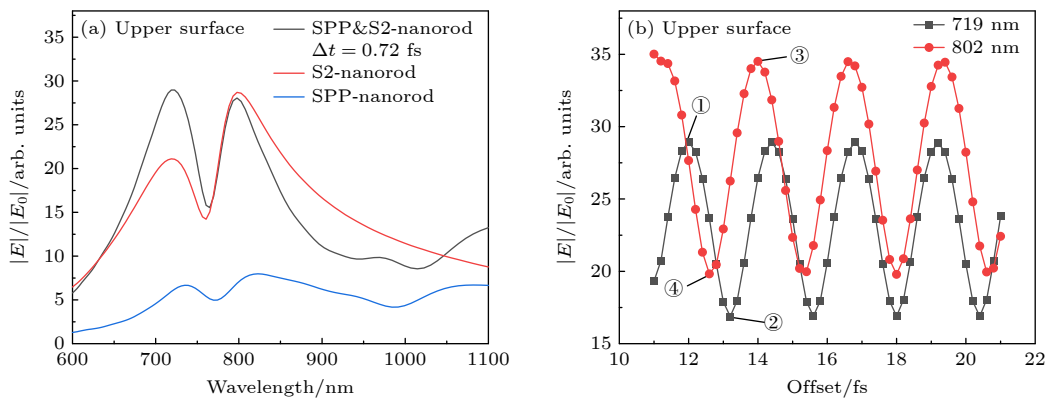 (a) Upper surface
SPP&S2-nanorod
Δt = 0.72 fs
S2-nanorod
SPP-nanorod
|E|/|E₀|/arb. units
35
30
25
20
15
10
5
0
600 700 800 900 1000 1100
Wavelength/nm
(b) Upper surface
719 nm
802 nm
①
②
③
④
|E|/|E₀|/arb. units
35
30
25
20
15
10 12 14 16 18 20 22
Offset/fs